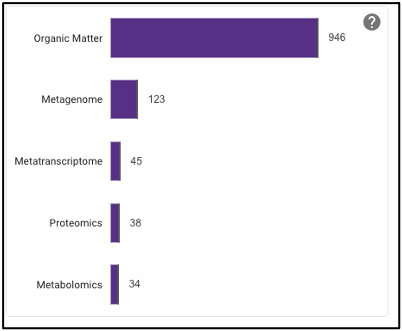 Organic Matter 946 ?
Metagenome 123
Metatranscriptome 45
Proteomics 38
Metabolomics 34